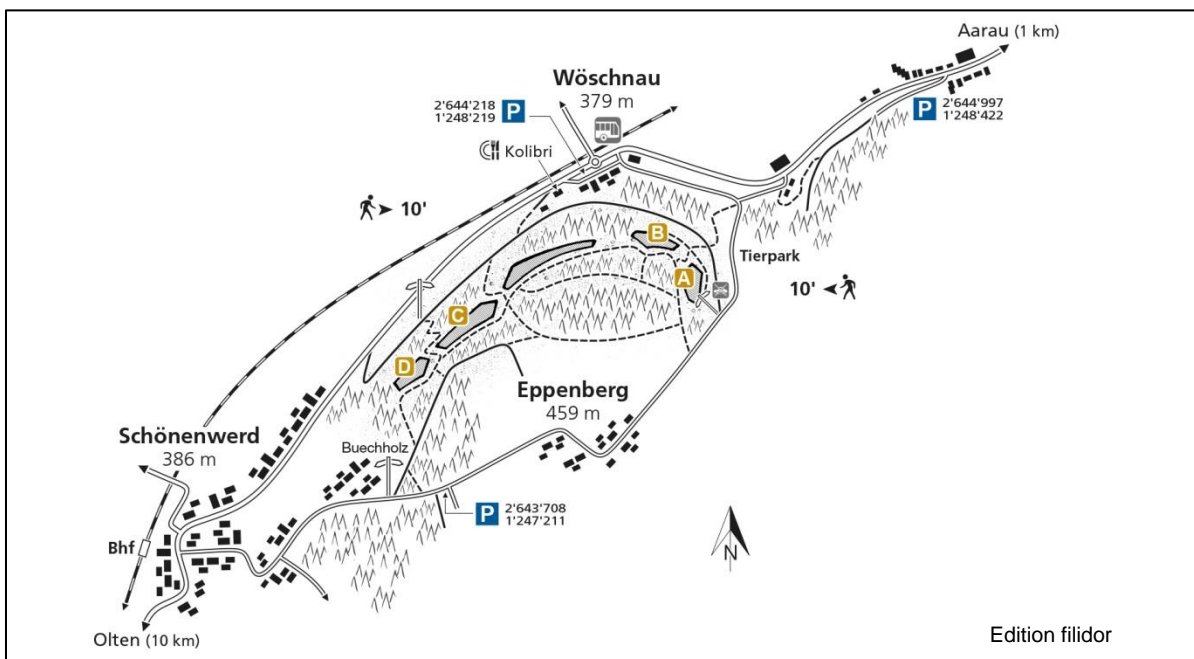 Aarau (1 km)
Wöschnau
379 m
2'644'218
1'248'219
P
P
2'644'997
1'248'422
Kolibri
10'
B
Tierpark
A
10'
C
D
Eppenberg
459 m
Schönenwerd
386 m
Buechholz
P
2'643'708
1'247'211
Bhf
N
Olten (10 km)
Edition filidor